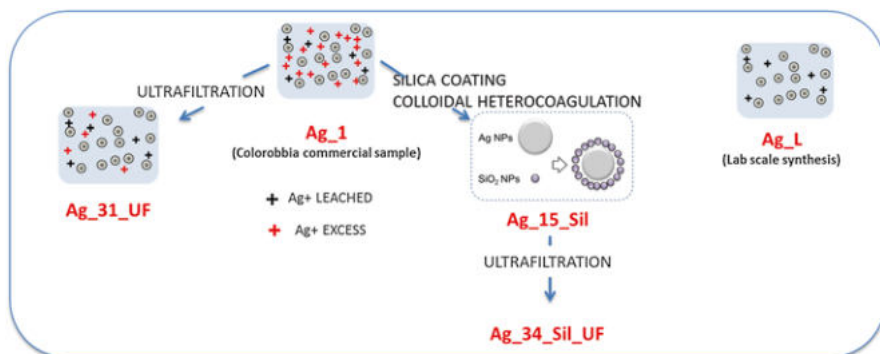 ULTRAFILTRATION
SILICA COATING
COLLOIDAL HETEROCOAGULATION
Ag_1
(Colorobbia commercial sample)
Ag_L
(Lab scale synthesis)
Ag NPs
SiO₂ NPs
+ Ag+ LEACHED
+ Ag+ EXCESS
Ag_31_UF
Ag_15_Sil
ULTRAFILTRATION
Ag_34_Sil_UF